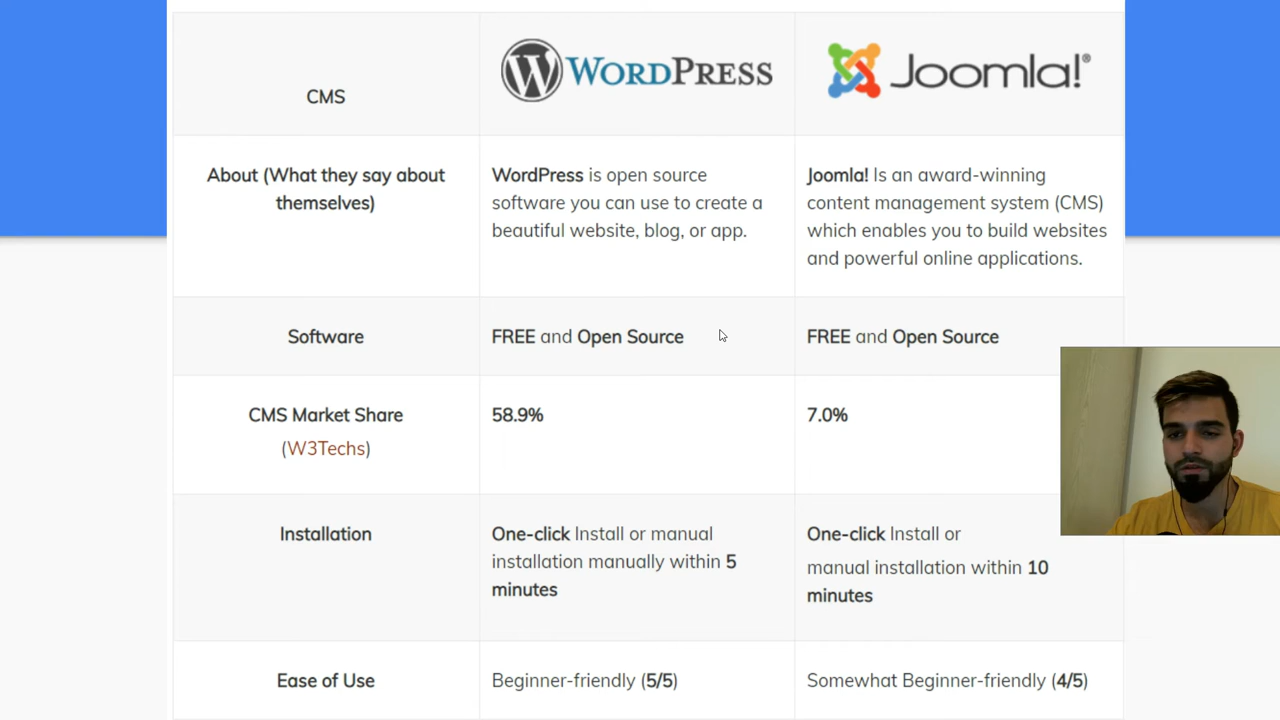 CMS
WORDPRESS
Joomla!®
About (What they say about
themselves)
WordPress is open source
software you can use to create a
beautiful website, blog, or app.
Joomla! Is an award-winning
content management system (CMS)
which enables you to build websites
and powerful online applications.
Software
FREE and Open Source
FREE and Open Source
CMS Market Share
(W3Techs)
58.9%
7.0%
Installation
One-click Install or manual
installation manually within 5
minutes
One-click Install or
manual installation within 10
minutes
Ease of Use
Beginner-friendly (5/5)
Somewhat Beginner-friendly (4/5)